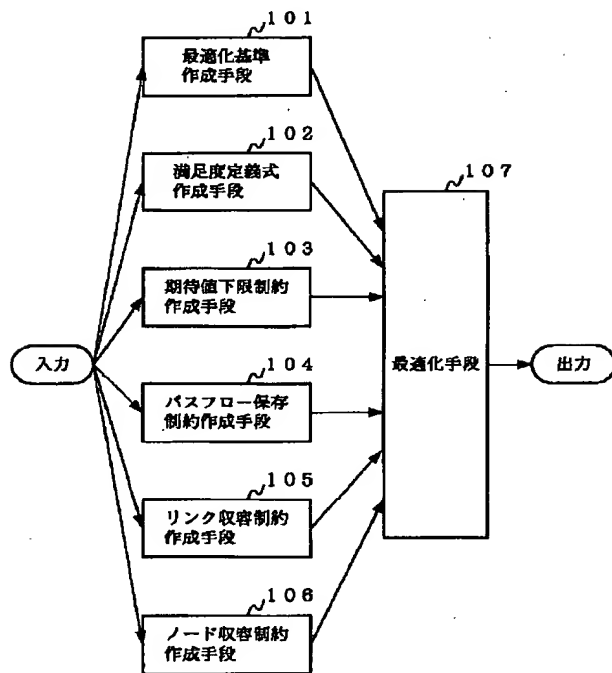 101
最適化基準
作成手段
102
満足度定義式
作成手段
103
期待値下限制約
作成手段
104
パスフロー保存
制約作成手段
105
リンク収容制約
作成手段
106
ノード収容制約
作成手段
入力
107
最適化手段
出力